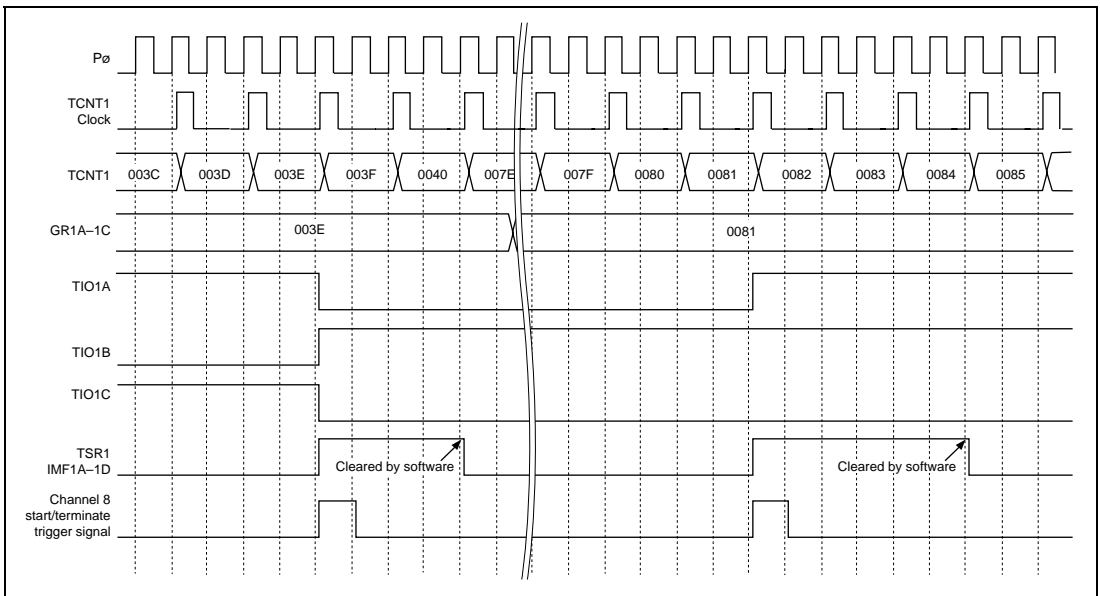 Pø
TCNT1
Clock
TCNT1 003C 003D 003E 003F 0040 007E 007F 0080 0081 0082 0083 0084 0085
GR1A–1C 003E 0081
TIO1A
TIO1B
TIO1C
TSR1
IMF1A–1D
Cleared by software Cleared by software
Channel 8
start/terminate
trigger signal